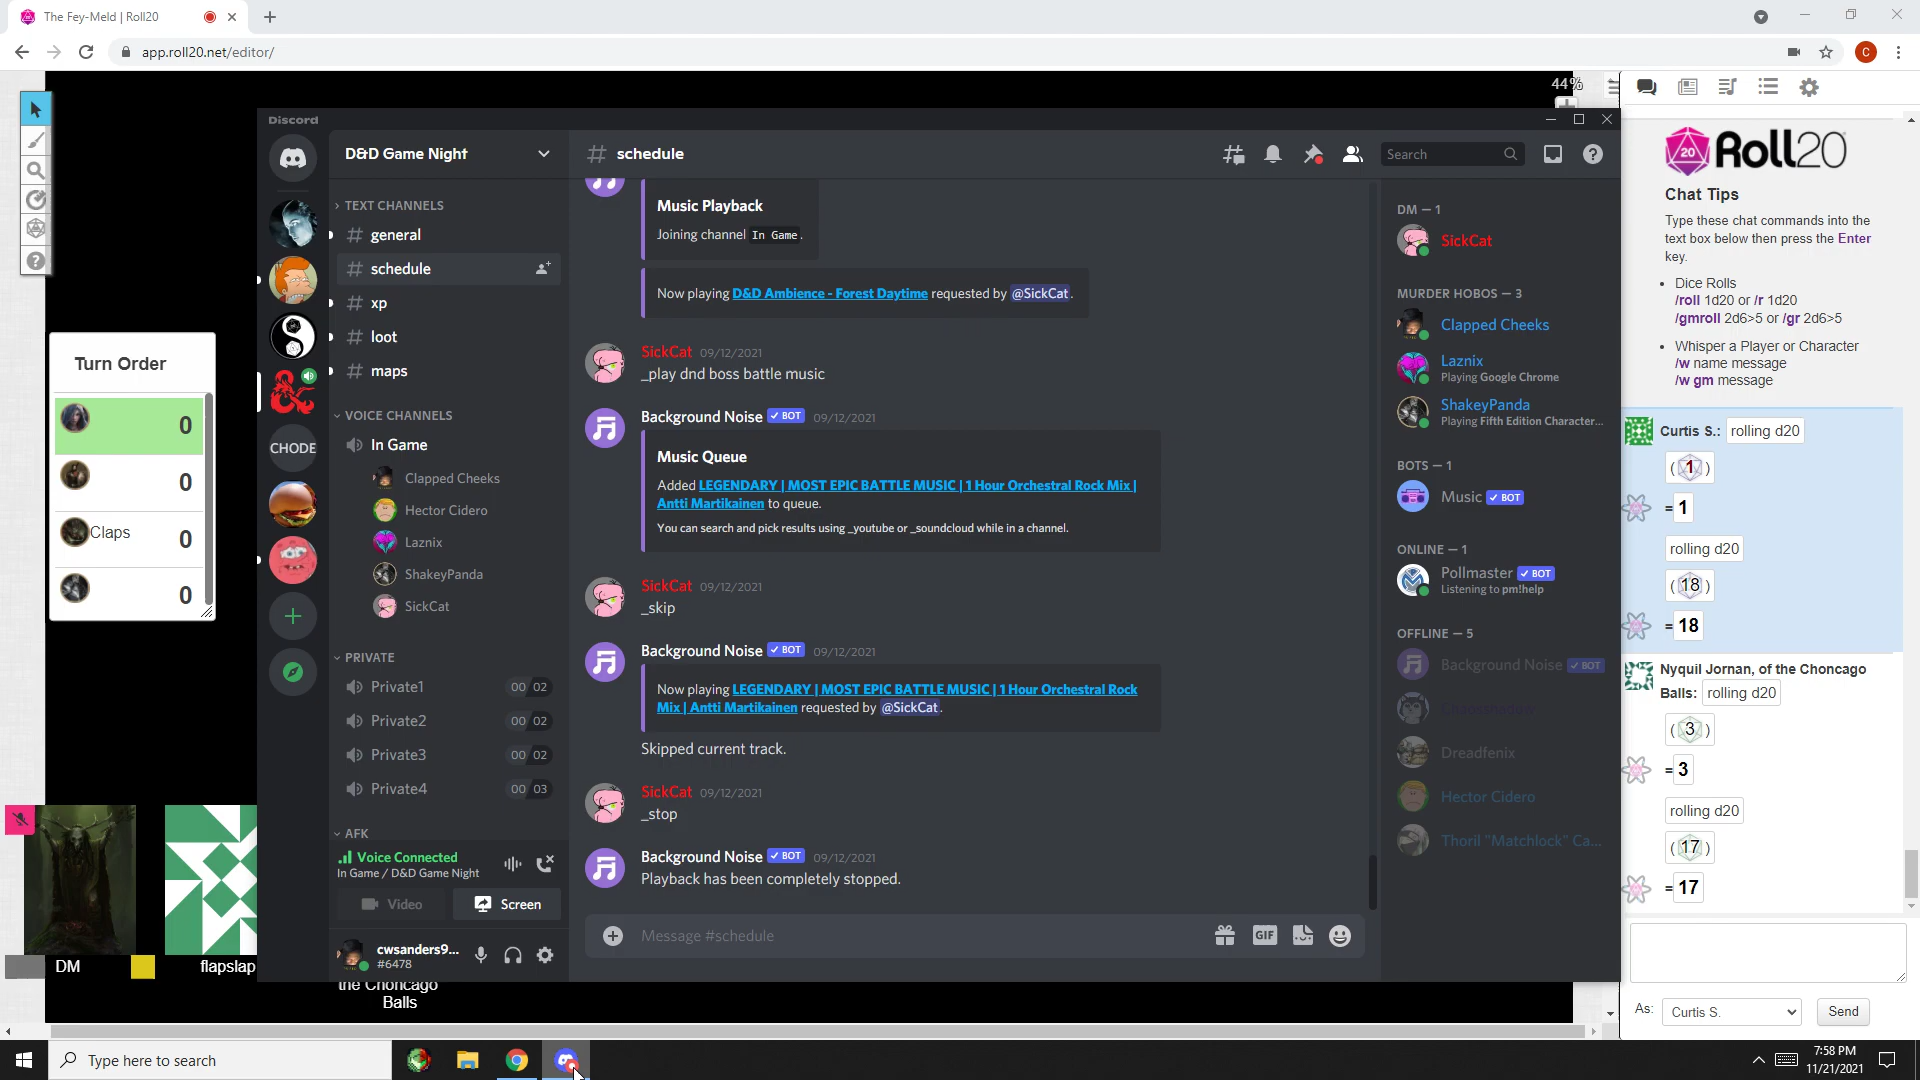 The Fey-Meld | Roll20
app.roll20.net/editor/
44%
Discord
D&D Game Night
schedule
Search
TEXT CHANNELS
general
schedule
xp
loot
maps
VOICE CHANNELS
In Game
Clapped Cheeks
Hector Cidero
Laznix
ShakeyPanda
SickCat
PRIVATE
Private1 00 02
Private2 00 02
Private3 00 02
Private4 00 03
AFK
Voice Connected
In Game / D&D Game Night
Video
Screen
cwsanders9...
#6478
CHODE
Turn Order
0
0
Claps 0
0
DM
flapslap
the Choncago
Balls
Music Playback
Joining channel In Game.
Now playing D&D Ambience - Forest Daytime requested by @SickCat.
SickCat 09/12/2021
_play dnd boss battle music
Background Noise BOT 09/12/2021
Music Queue
Added LEGENDARY | MOST EPIC BATTLE MUSIC | 1 Hour Orchestral Rock Mix |
Antti Martikainen to queue.
You can search and pick results using _youtube or _soundcloud while in a channel.
SickCat 09/12/2021
_skip
Background Noise BOT 09/12/2021
Now playing LEGENDARY | MOST EPIC BATTLE MUSIC | 1 Hour Orchestral Rock
Mix | Antti Martikainen requested by @SickCat.
Skipped current track.
SickCat 09/12/2021
_stop
Background Noise BOT 09/12/2021
Playback has been completely stopped.
Message #schedule
GIF
DM — 1
SickCat
MURDER HOBOS — 3
Clapped Cheeks
Laznix
Playing Google Chrome
ShakeyPanda
Playing Fifth Edition Character...
BOTS — 1
Music BOT
ONLINE — 1
Pollmaster BOT
Listening to pm!help
OFFLINE — 5
Background Noise BOT
Dreadfenix
Hector Cidero
Thoril "Matchlock" Ca...
20 Roll20
Chat Tips
Type these chat commands into the
text box below then press the Enter
key.
• Dice Rolls
/roll 1d20 or /r 1d20
/gmroll 2d6>5 or /gr 2d6>5
• Whisper a Player or Character
/w name message
/w gm message
Curtis S.: rolling d20
(1)
=1
rolling d20
(18)
=18
Nyquil Jornan, of the Choncago
Balls: rolling d20
(3)
=3
rolling d20
(17)
=17
As: Curtis S.
Send
Type here to search
7:58 PM
11/21/2021
C